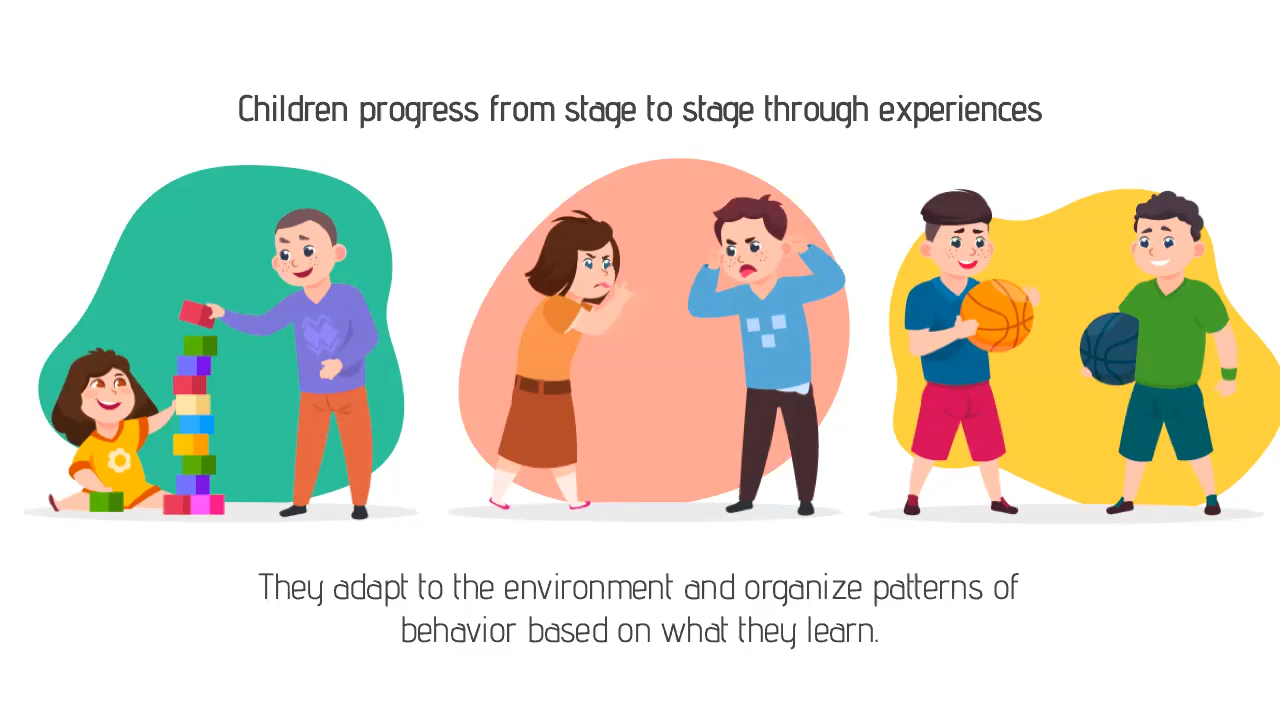 Children progress from stage to stage through experiences
They adapt to the environment and organize patterns of
behavior based on what they learn.